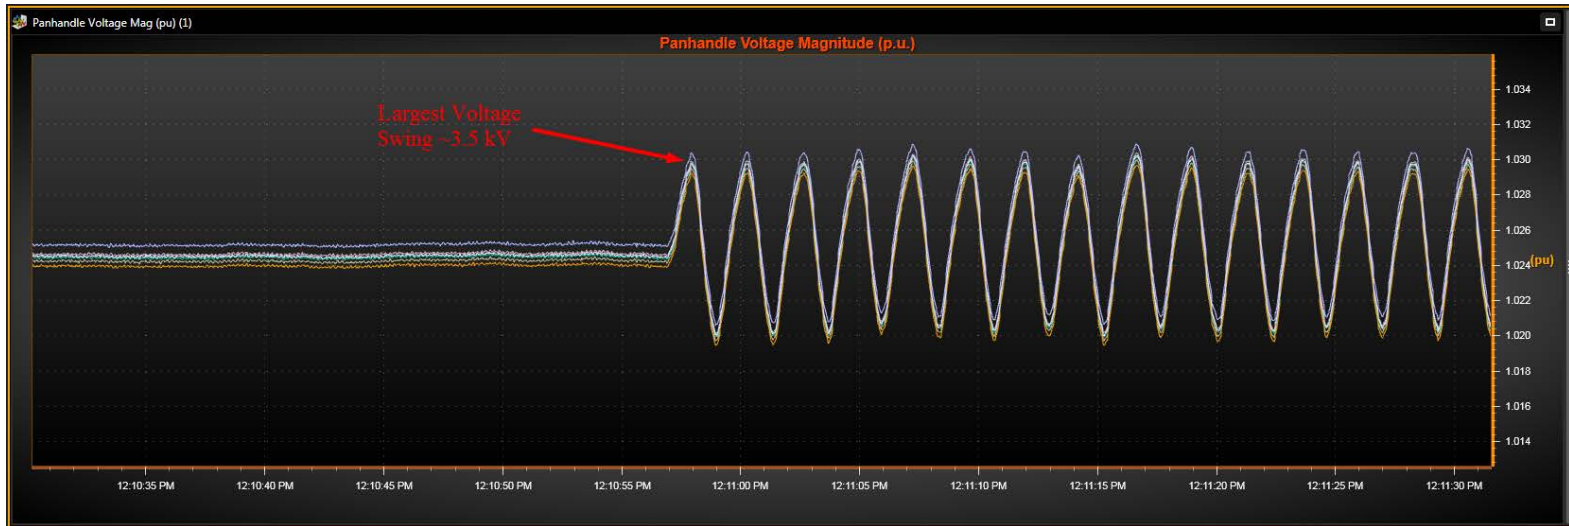 Panhandle Voltage Mag (pu) (1)
Panhandle Voltage Magnitude (p.u.)
Largest Voltage
Swing ~3.5 kV
1.034
1.032
1.030
1.028
1.026
1.024 (pu)
1.022
1.020
1.018
1.016
1.014
12:10:35 PM 12:10:40 PM 12:10:45 PM 12:10:50 PM 12:10:55 PM 12:11:00 PM 12:11:05 PM 12:11:10 PM 12:11:15 PM 12:11:20 PM 12:11:25 PM 12:11:30 PM